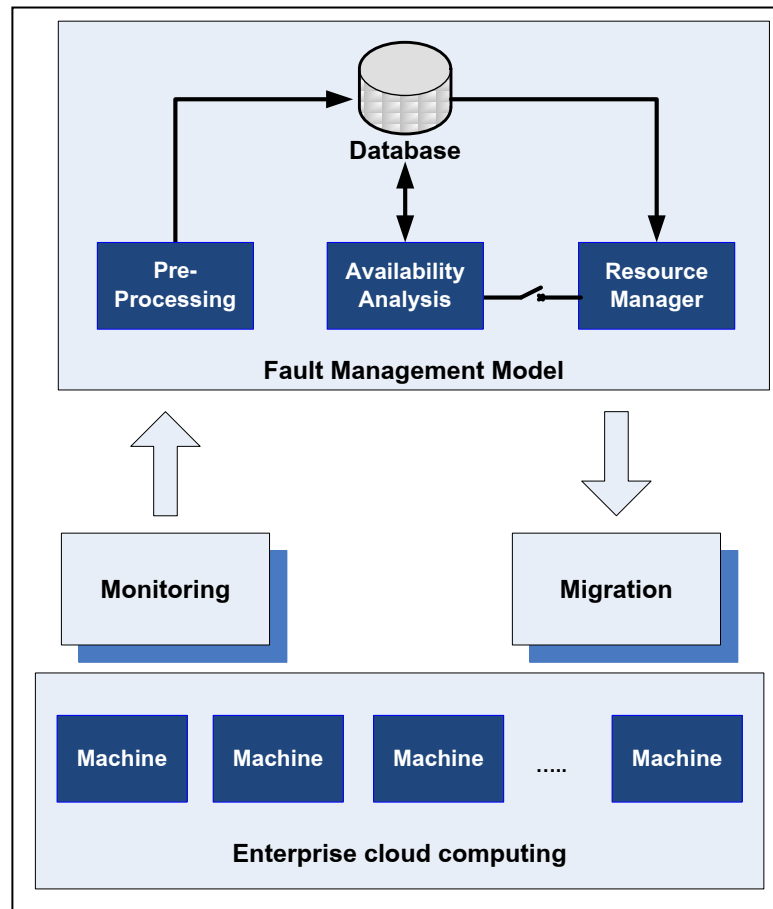 Database
Pre-
Processing
Availability
Analysis
Resource
Manager
Fault Management Model
Monitoring
Migration
Machine
Machine
Machine
.....
Machine
Enterprise cloud computing